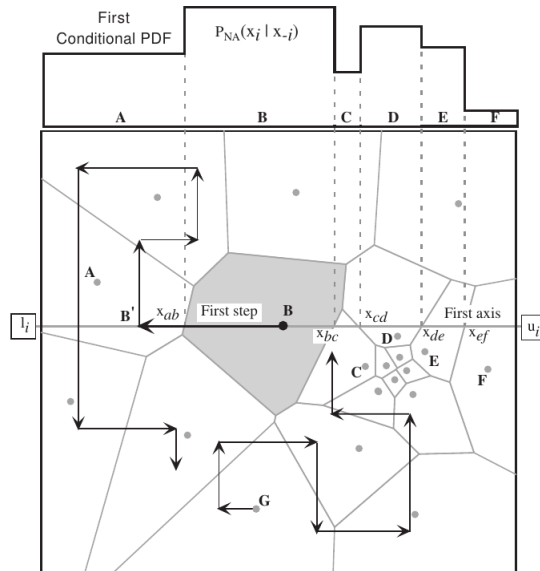 First
Conditional PDF
P_NA(x_i | x_-i)
A B C D E F
A
B'
x_ab
First step
B
x_bc
x_cd
D
x_de
First axis
x_ef
l_i
u_i
C
E
F
G